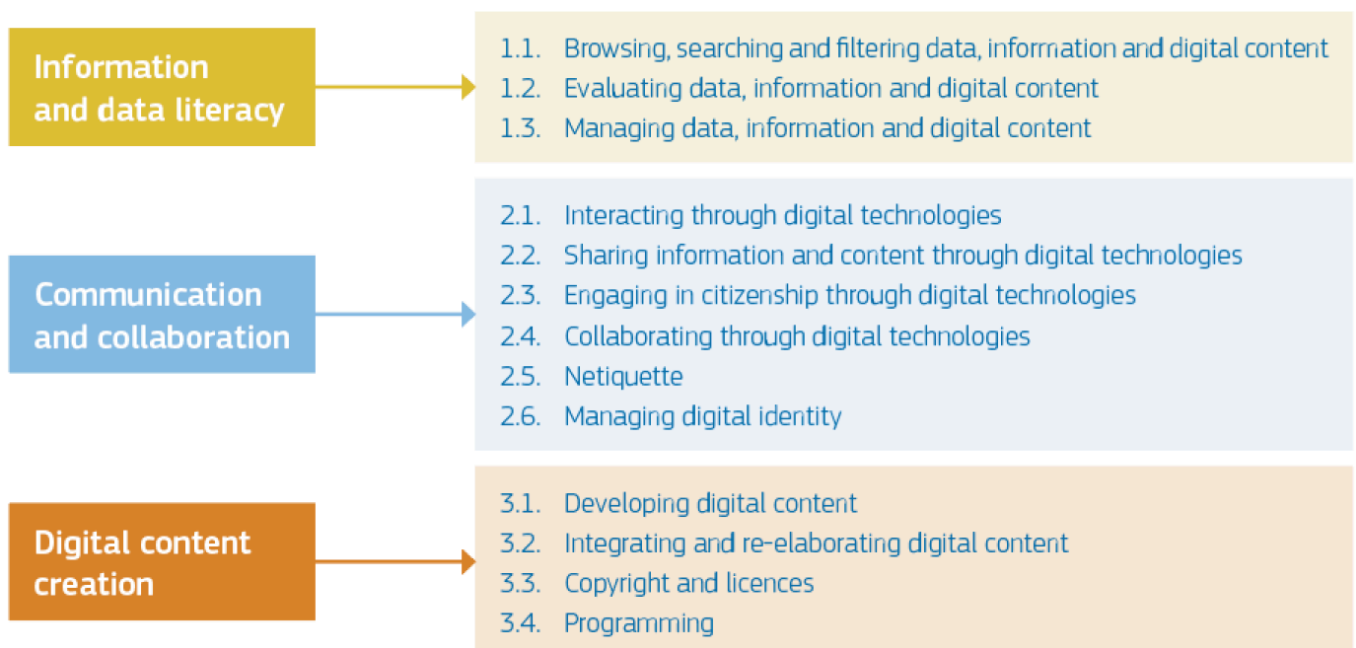 Information
and data literacy
1.1. Browsing, searching and filtering data, information and digital content
1.2. Evaluating data, information and digital content
1.3. Managing data, information and digital content
Communication
and collaboration
2.1. Interacting through digital technologies
2.2. Sharing information and content through digital technologies
2.3. Engaging in citizenship through digital technologies
2.4. Collaborating through digital technologies
2.5. Netiquette
2.6. Managing digital identity
Digital content
creation
3.1. Developing digital content
3.2. Integrating and re-elaborating digital content
3.3. Copyright and licences
3.4. Programming